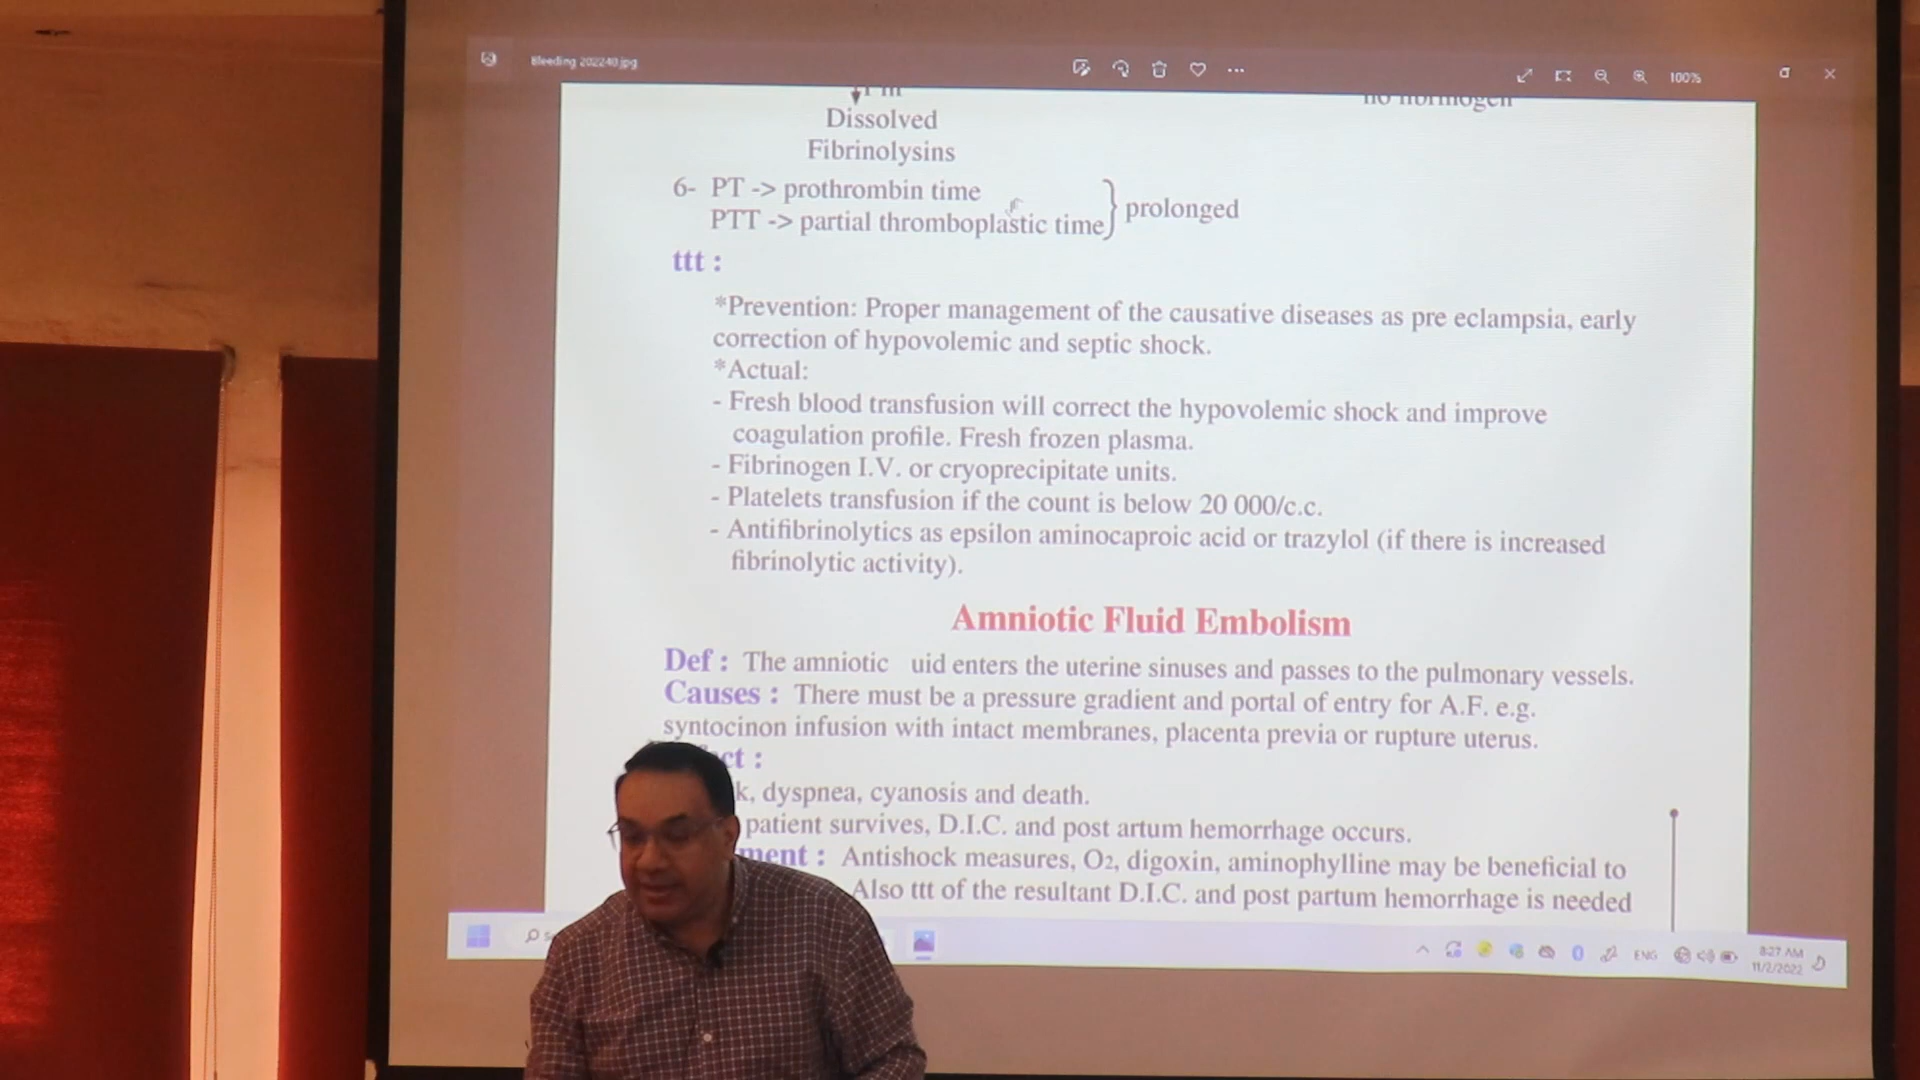 Bleeding 202240.jpg
100%
no fibrinogen
Dissolved
Fibrinolysins
6- PT -> prothrombin time
PTT -> partial thromboplastic time
prolonged
ttt :
*Prevention: Proper management of the causative diseases as pre eclampsia, early
correction of hypovolemic and septic shock.
*Actual:
- Fresh blood transfusion will correct the hypovolemic shock and improve
coagulation profile. Fresh frozen plasma.
- Fibrinogen I.V. or cryoprecipitate units.
- Platelets transfusion if the count is below 20 000/c.c.
- Antifibrinolytics as epsilon aminocaproic acid or trazylol (if there is increased
fibrinolytic activity).
Amniotic Fluid Embolism
Def : The amniotic uid enters the uterine sinuses and passes to the pulmonary vessels.
Causes : There must be a pressure gradient and portal of entry for A.F. e.g.
syntocinon infusion with intact membranes, placenta previa or rupture uterus.
ct :
k, dyspnea, cyanosis and death.
patient survives, D.I.C. and post artum hemorrhage occurs.
ment : Antishock measures, O2, digoxin, aminophylline may be beneficial to
Also ttt of the resultant D.I.C. and post partum hemorrhage is needed
ENG
8:27 AM
11/2/2022